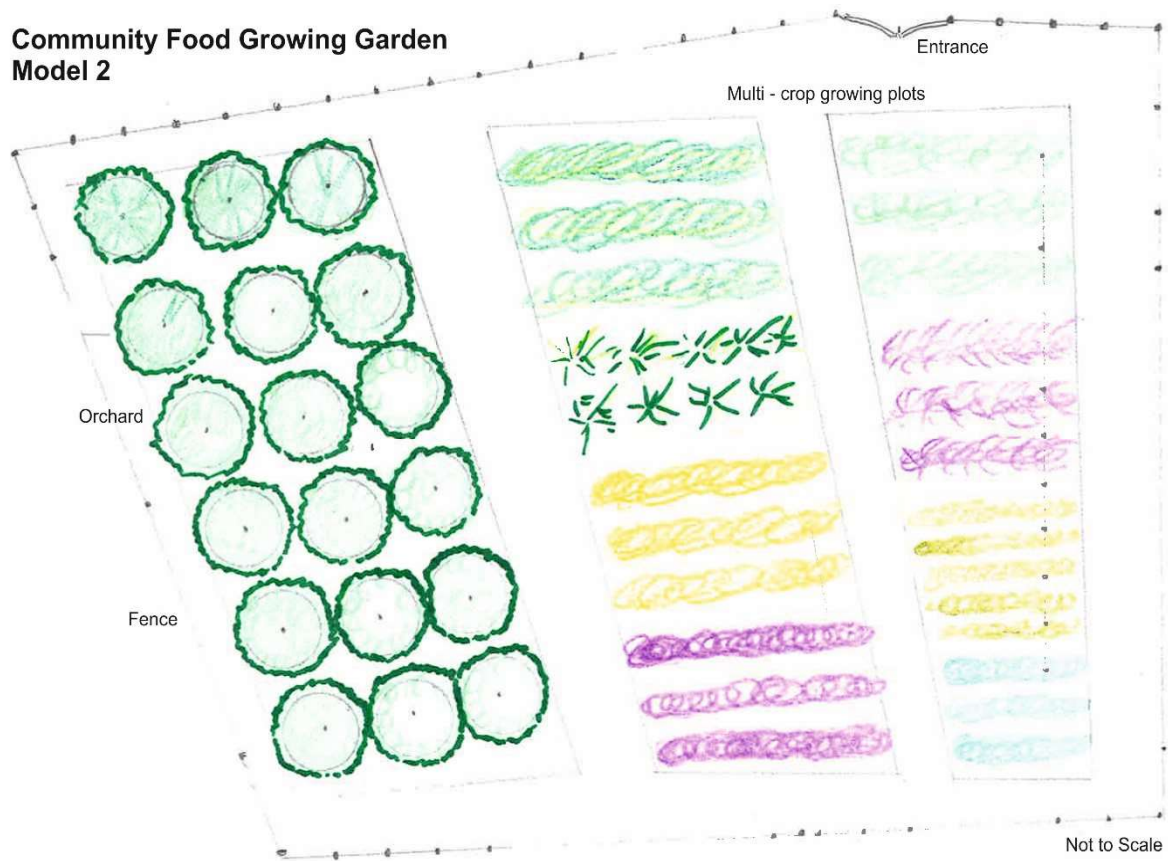 Community Food Growing Garden
Model 2
Entrance
Multi - crop growing plots
Orchard
Fence
Not to Scale